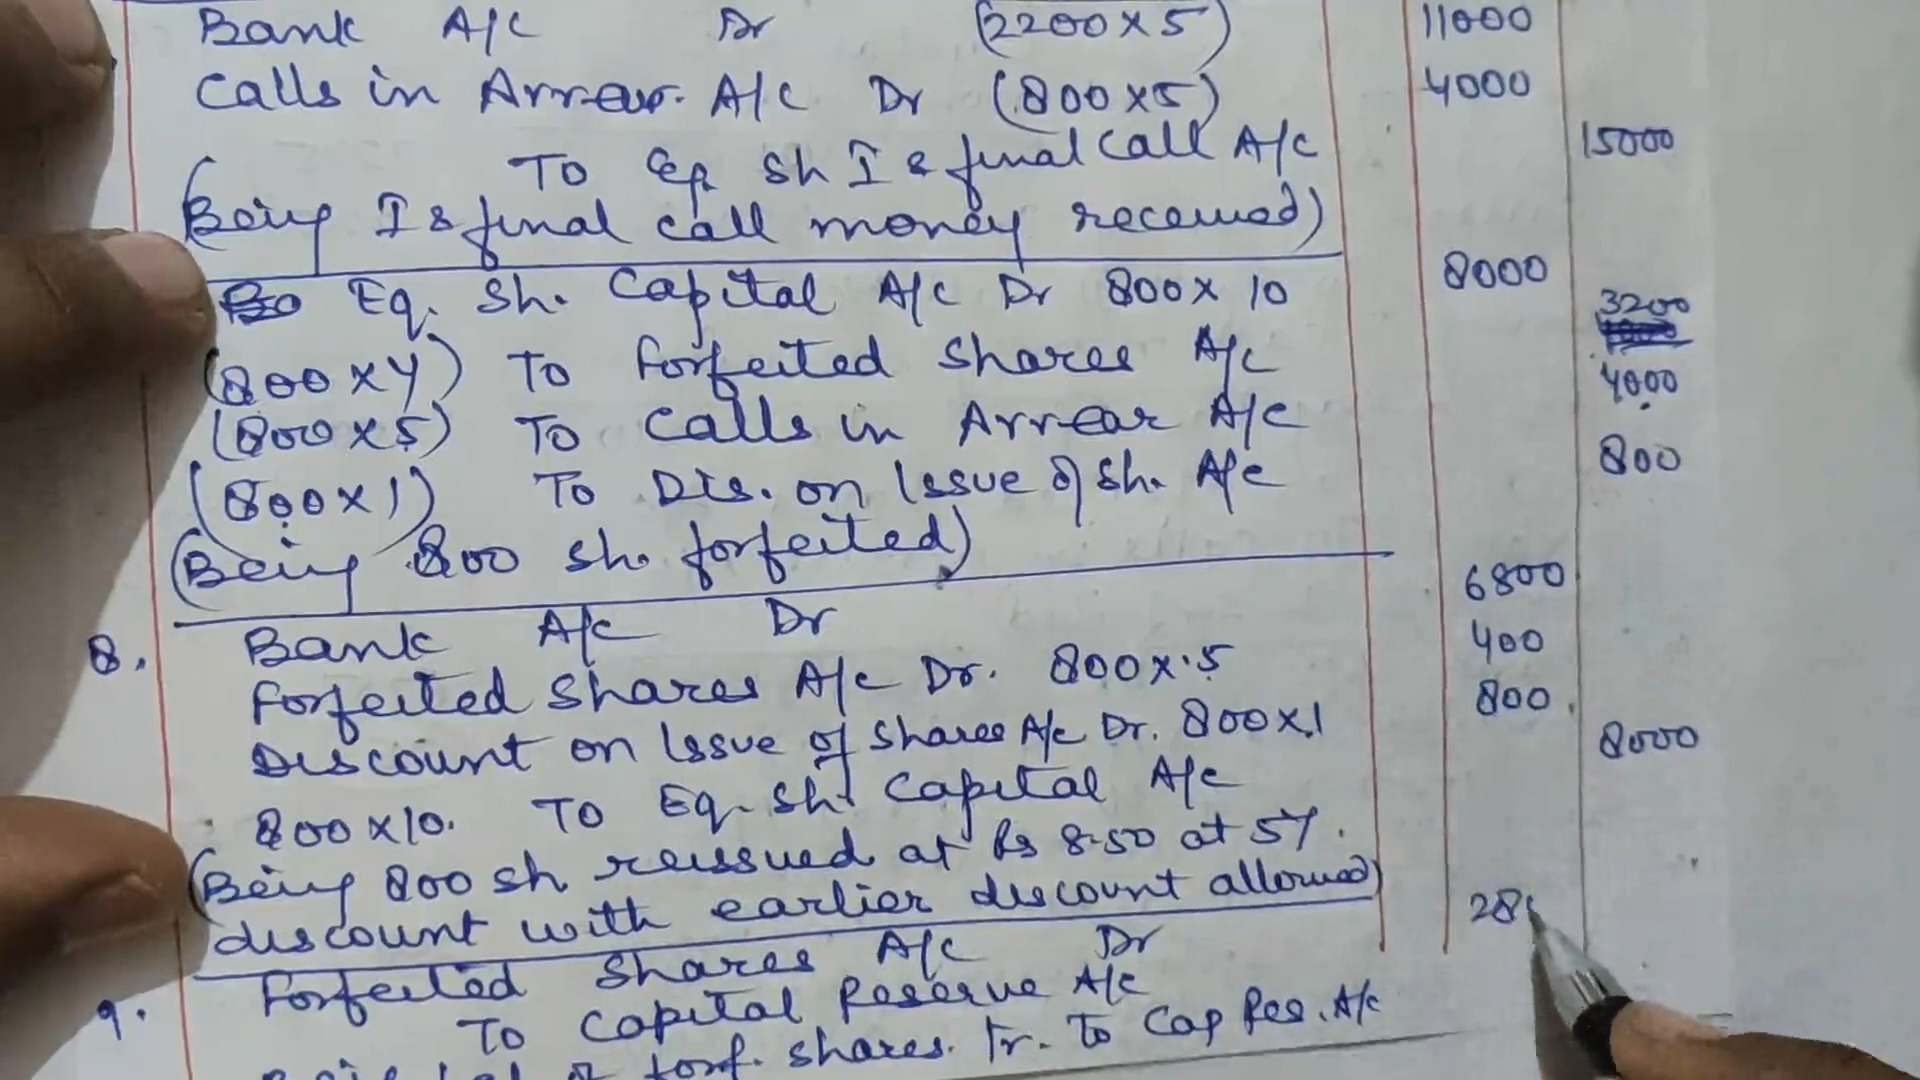 Bank A/c Dr (2200×5) 11000
Calls in Arrear. A/c Dr (800×5) 4000
To Eq. Sh I & final Call A/c 15000
(Being I & final call money received)
Eq. Sh. Capital A/c Dr 800×10 8000
(800×4) To Forfeited Shares A/c 3200
(800×5) To Calls in Arrear A/c 4000
(800×1) To Dis. on Issue of Sh. A/c 800
(Being 800 sh. forfeited)
8. Bank A/c Dr 6800
Forfeited Shares A/c Dr. 800×.5 400
Discount on Issue of Shares A/c Dr. 800×1 800
800×10. To Eq. Sh. Capital A/c 8000
(Being 800 sh reissued at Rs 8.50 at 5%.
discount with earlier discount allowed)
9. Forfeited Shares A/c Dr 28
To Capital Reserve A/c
forf. shares. Tr. To Cap Res. A/c